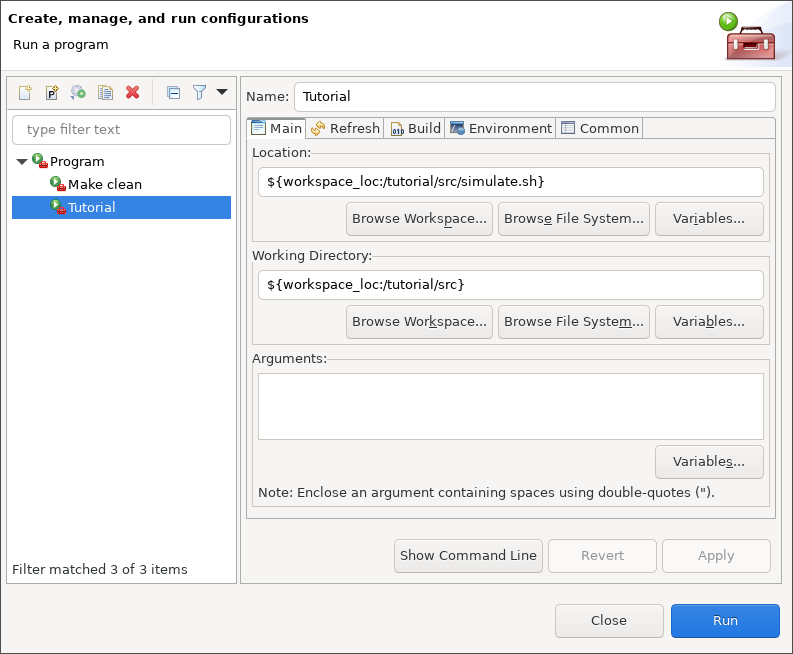 Create, manage, and run configurations
Run a program
type filter text
Program
Make clean
Tutorial
Filter matched 3 of 3 items
Name: Tutorial
Main Refresh Build Environment Common
Location:
${workspace_loc:/tutorial/src/simulate.sh}
Browse Workspace... Browse File System... Variables...
Working Directory:
${workspace_loc:/tutorial/src}
Browse Workspace... Browse File System... Variables...
Arguments:
Variables...
Note: Enclose an argument containing spaces using double-quotes (").
Show Command Line Revert Apply
Close Run